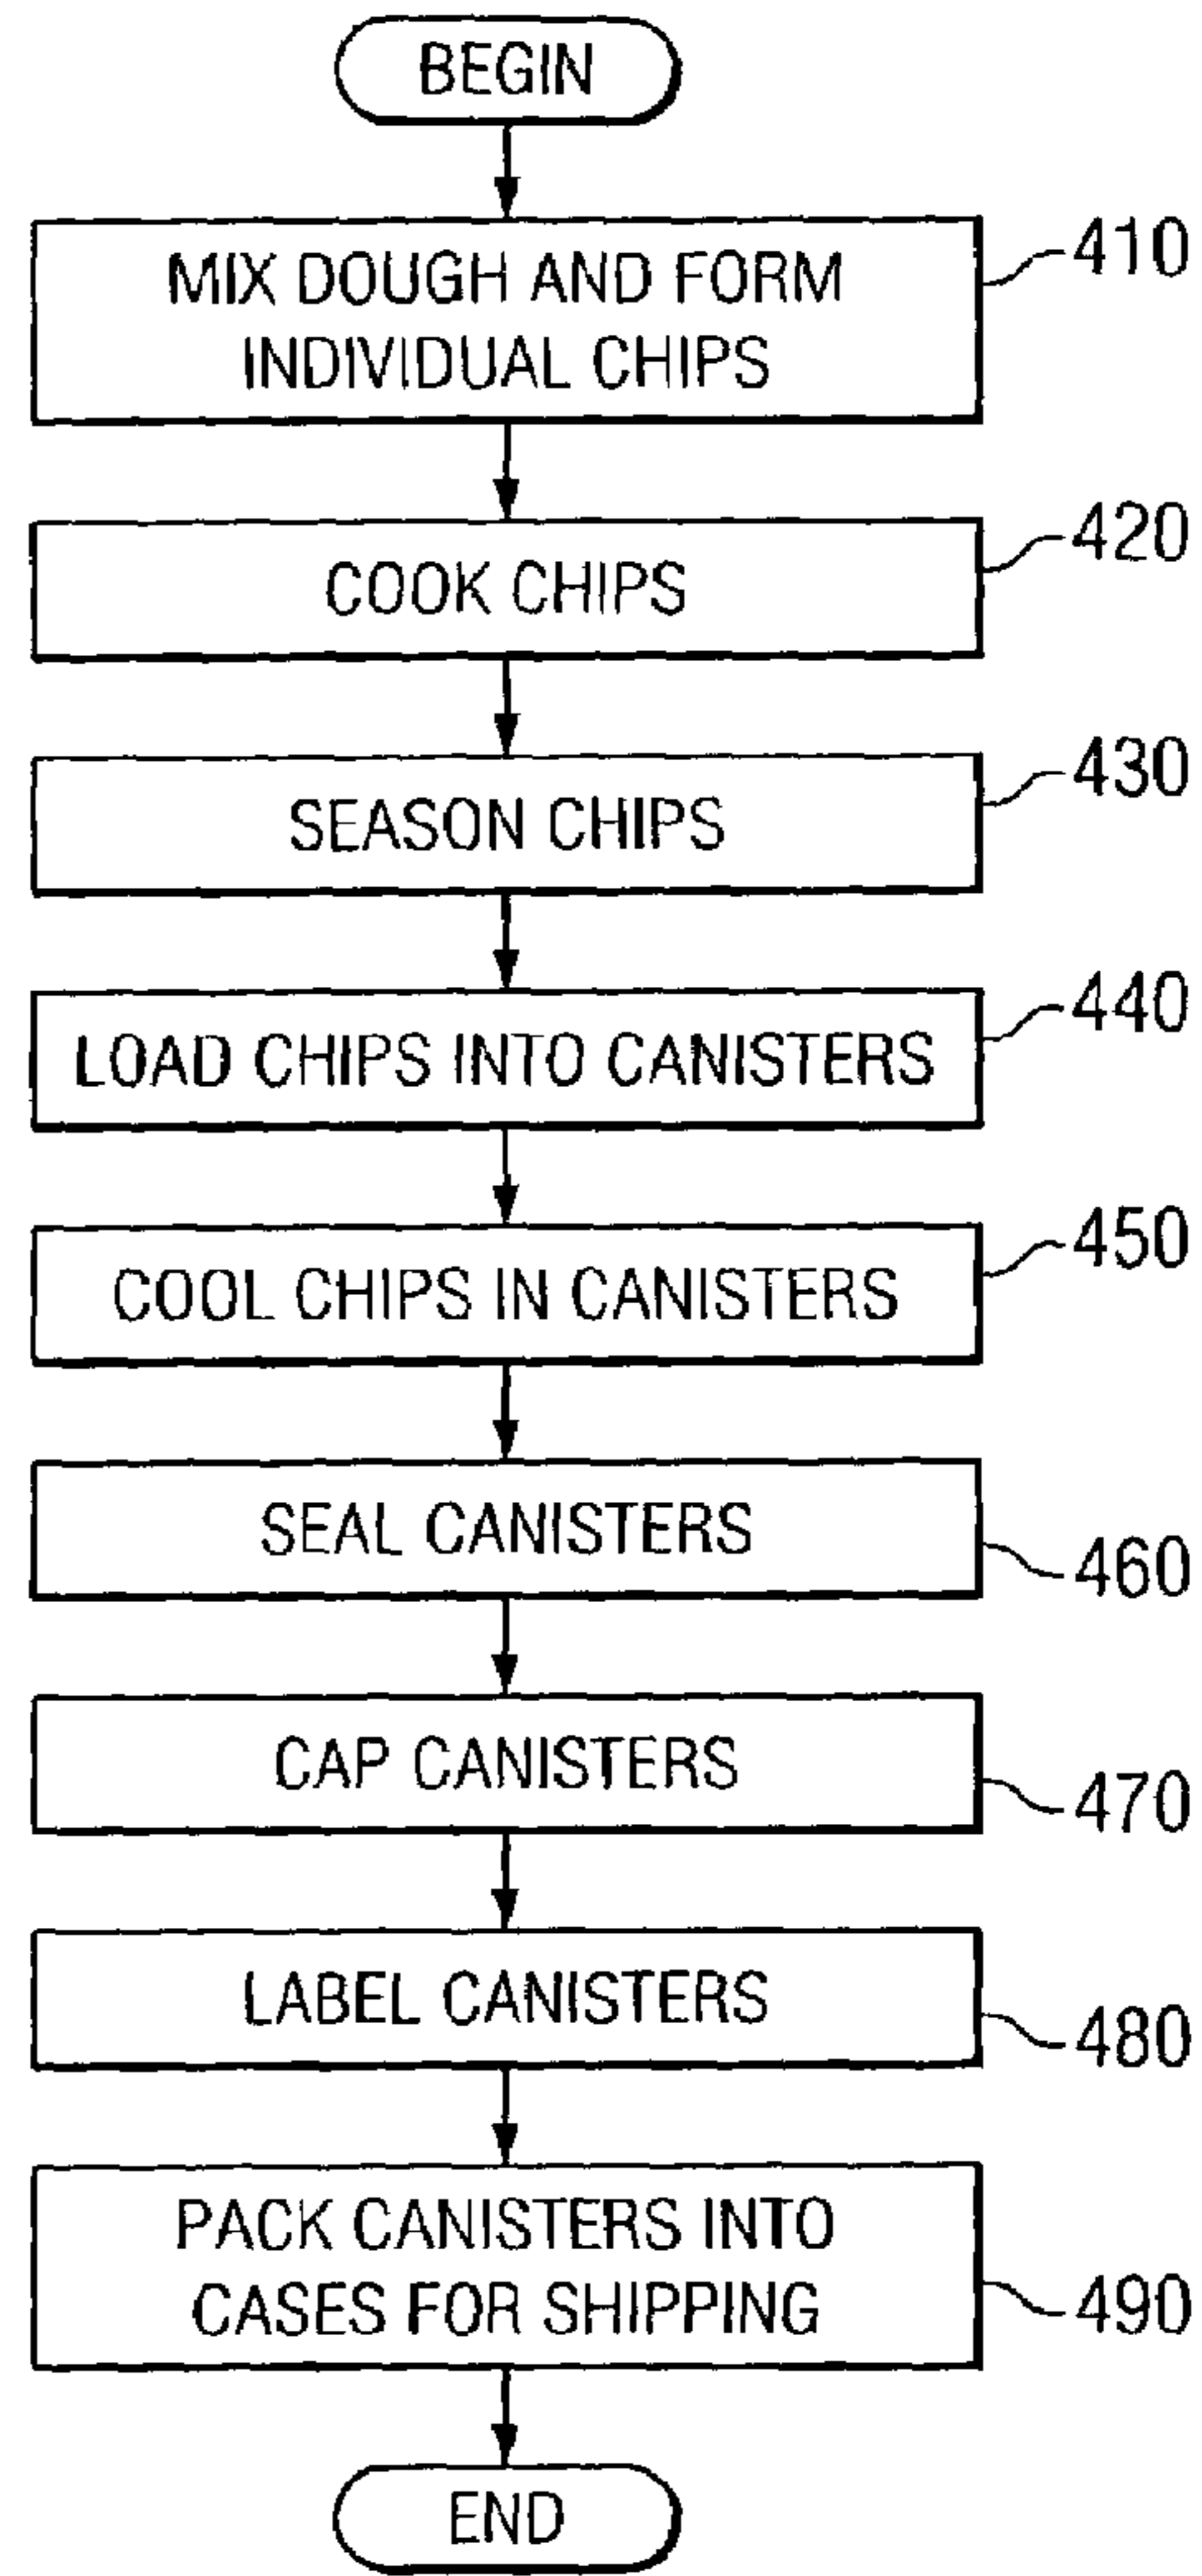 BEGIN
MIX DOUGH AND FORM
INDIVIDUAL CHIPS
410
COOK CHIPS
420
SEASON CHIPS
430
LOAD CHIPS INTO CANISTERS
440
COOL CHIPS IN CANISTERS
450
SEAL CANISTERS
460
CAP CANISTERS
470
LABEL CANISTERS
480
PACK CANISTERS INTO
CASES FOR SHIPPING
490
END